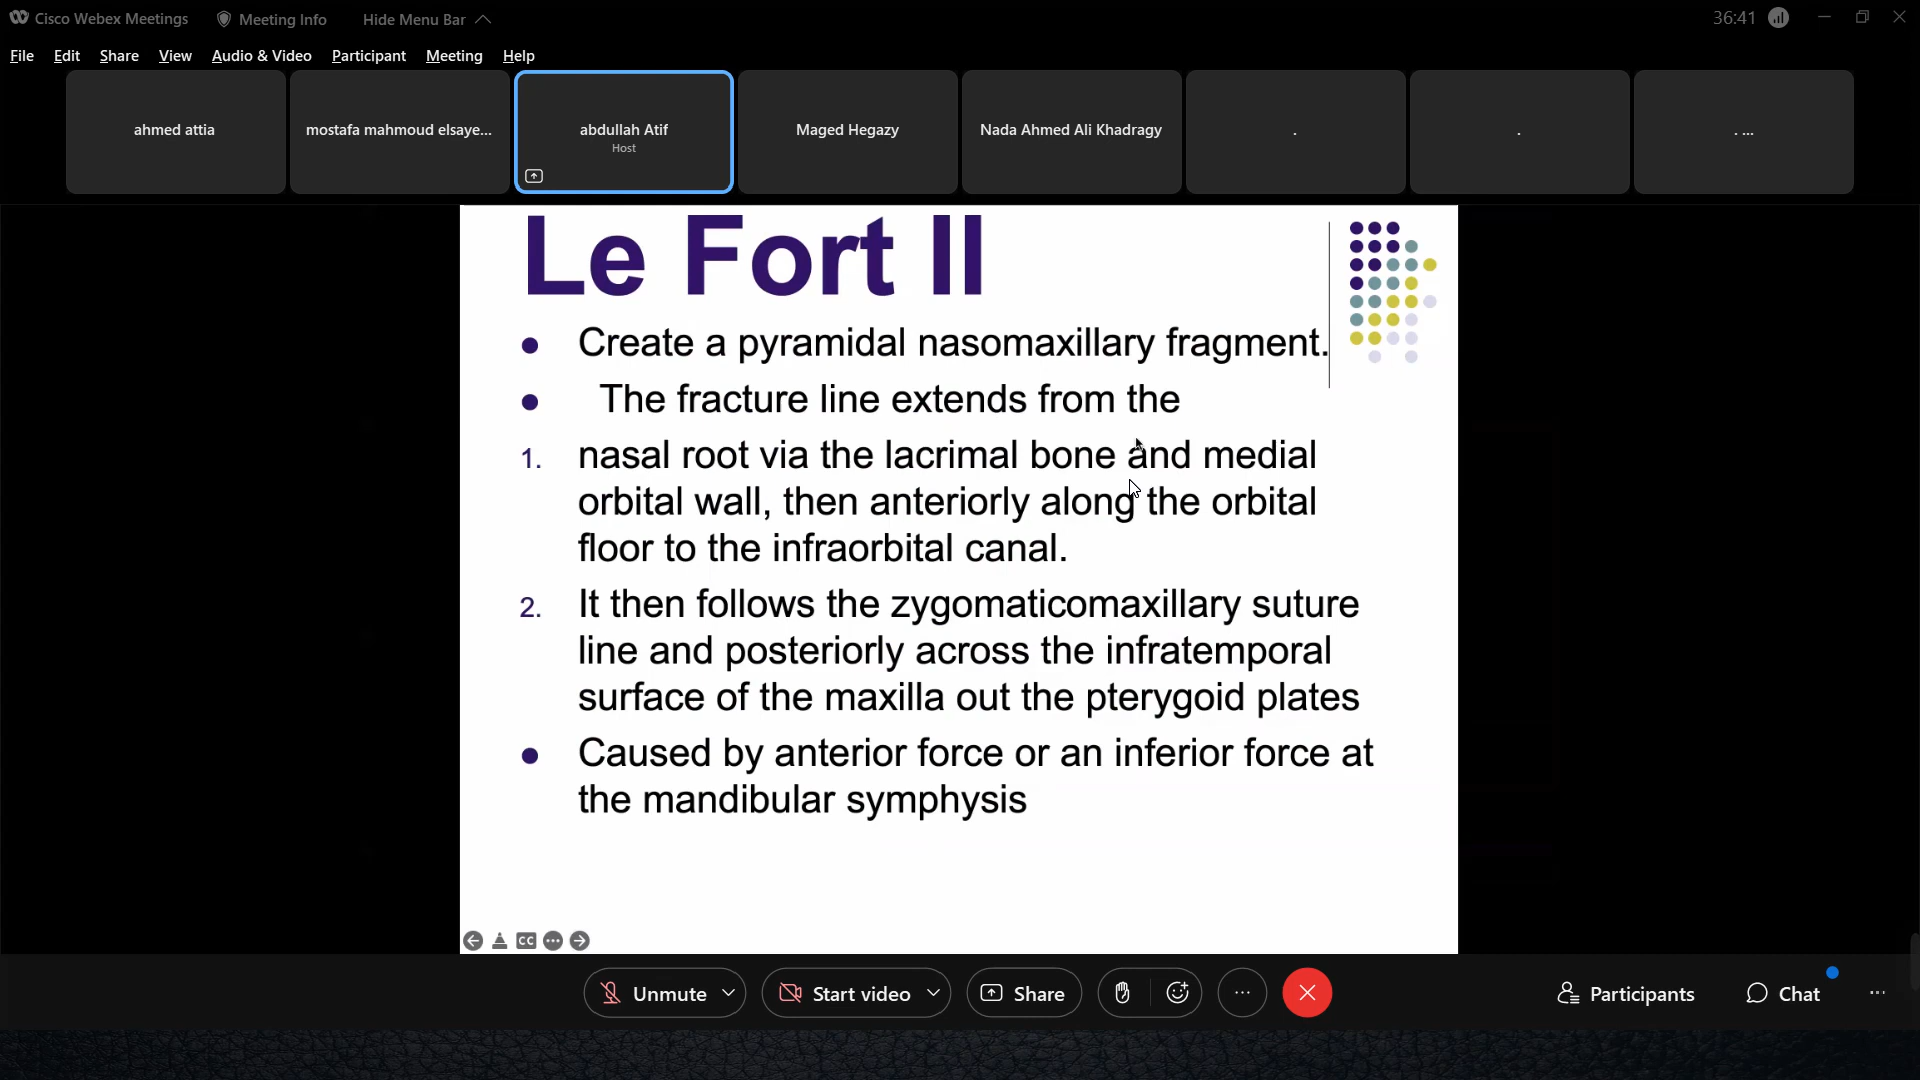 Cisco Webex Meetings Meeting Info Hide Menu Bar 36:41
File Edit Share View Audio & Video Participant Meeting Help
ahmed attia mostafa mahmoud elsaye... abdullah Atif Maged Hegazy Nada Ahmed Ali Khadragy . . . ...
Host
Le Fort II
• Create a pyramidal nasomaxillary fragment.
• The fracture line extends from the
1. nasal root via the lacrimal bone and medial
orbital wall, then anteriorly along the orbital
floor to the infraorbital canal.
2. It then follows the zygomaticomaxillary suture
line and posteriorly across the infratemporal
surface of the maxilla out the pterygoid plates
• Caused by anterior force or an inferior force at
the mandibular symphysis
CC
Unmute Start video Share Participants Chat